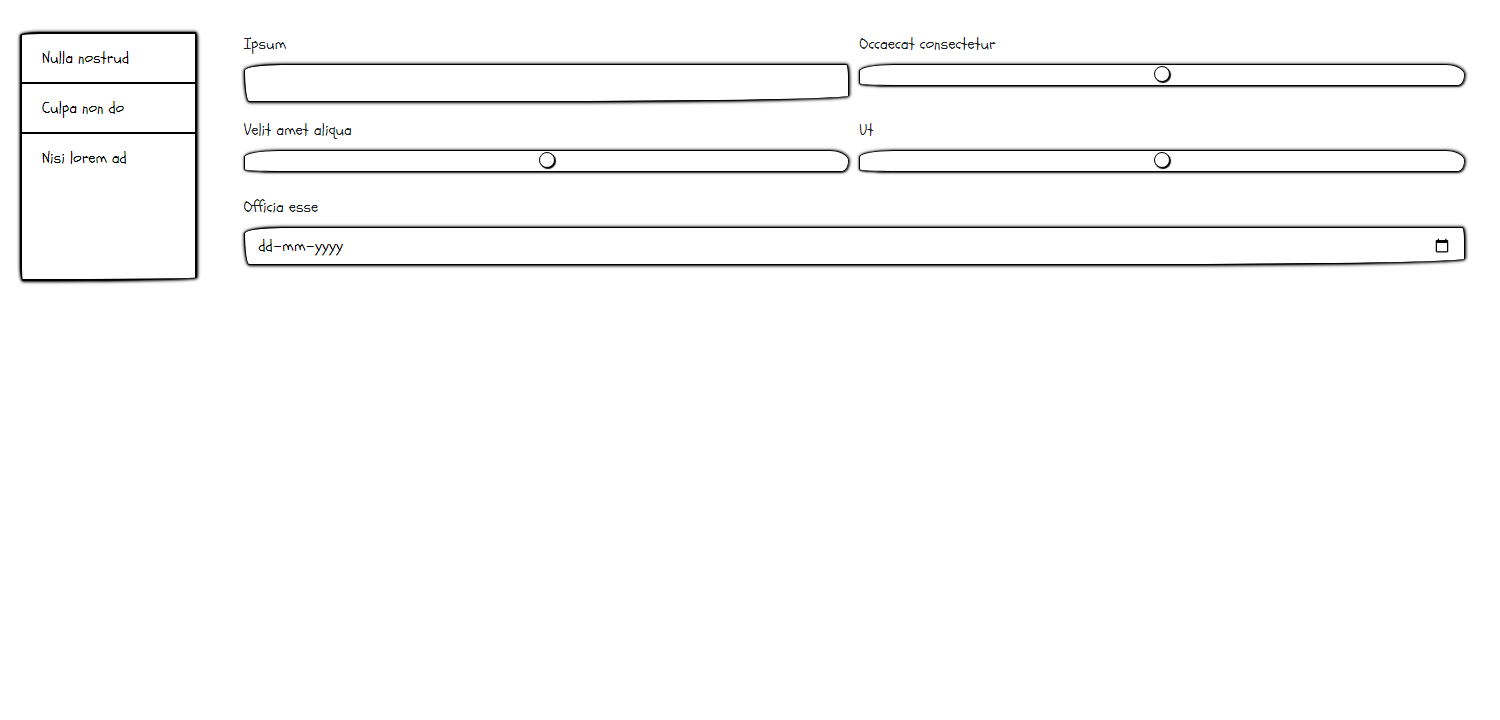 Nulla nostrud
Culpa non do
Nisi lorem ad
Ipsum
Occaecat consectetur
Velit amet aliqua
Ut
Officia esse
dd-mm-yyyy